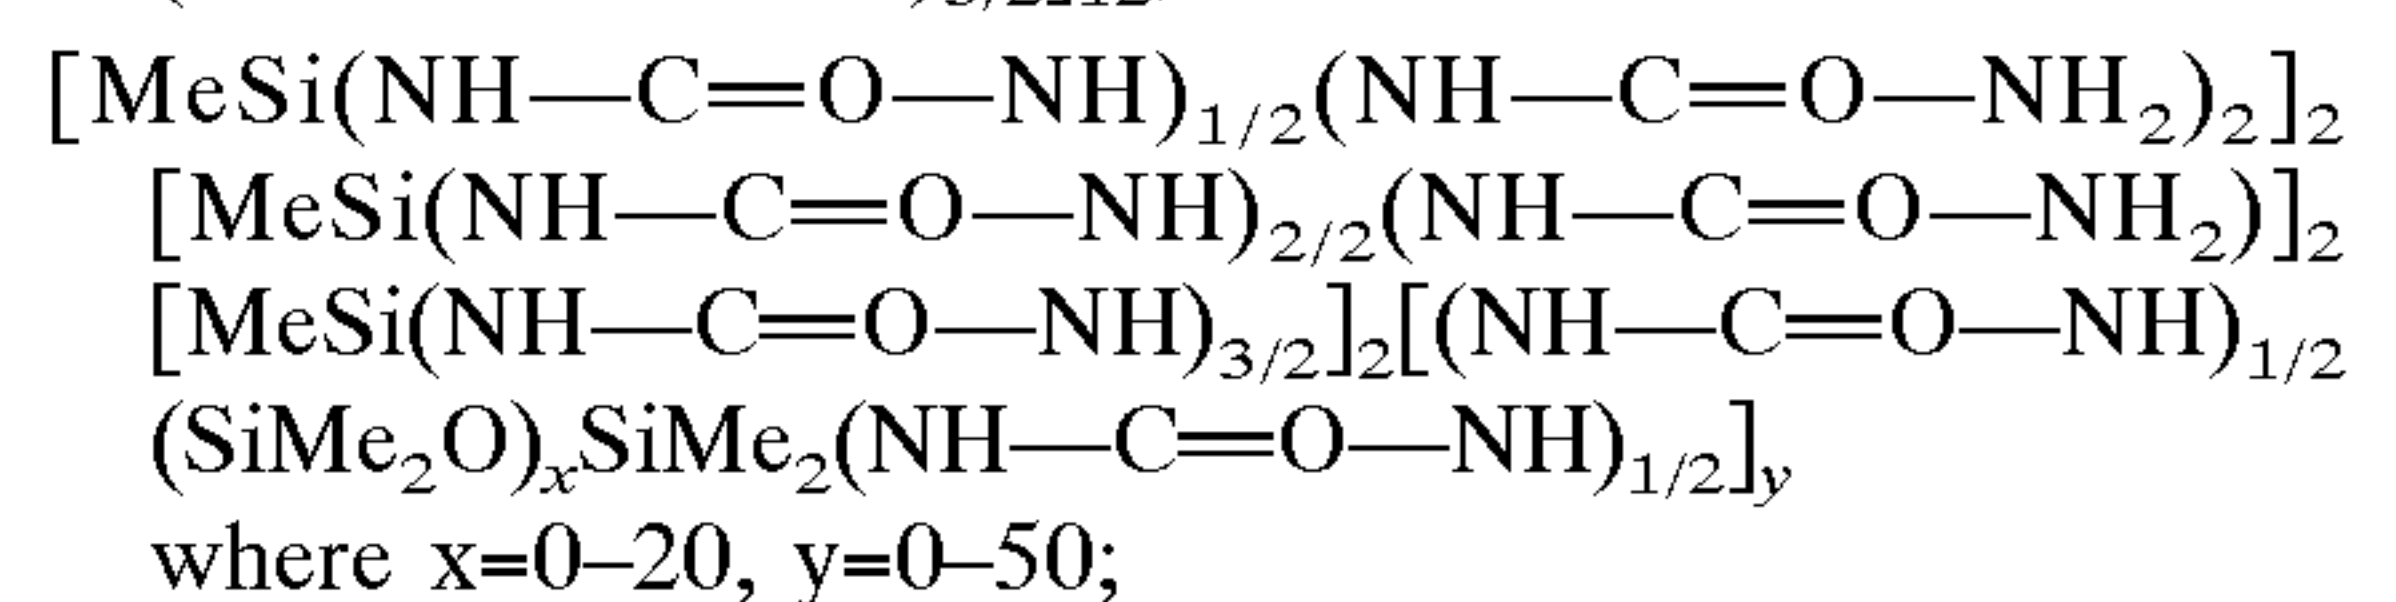 [MeSi(NH—C=O—NH)₁/₂(NH—C=O—NH₂)₂]₂
[MeSi(NH—C=O—NH)₂/₂(NH—C=O—NH₂)]₂
[MeSi(NH—C=O—NH)₃/₂]₂[(NH—C=O—NH)₁/₂
(SiMe₂O)ₓSiMe₂(NH—C=O—NH)₁/₂]y
where x=0–20, y=0–50;